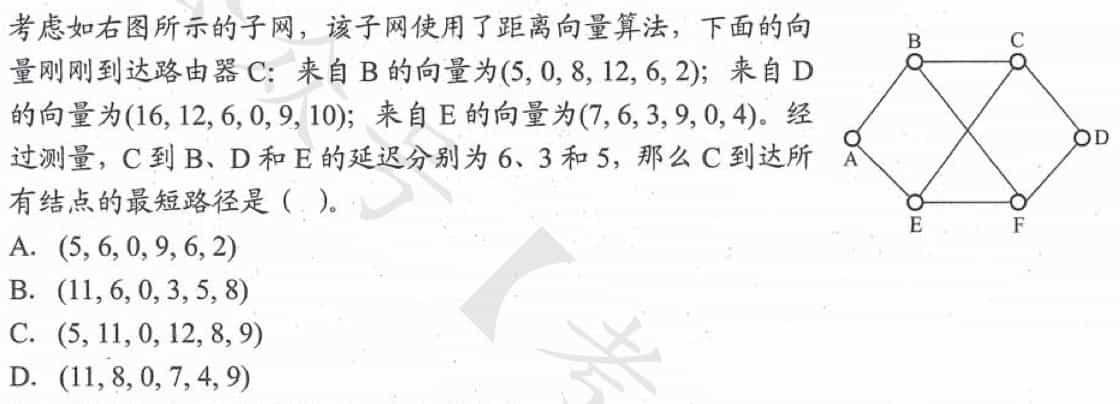 考虑如右图所示的子网，该子网使用了距离向量算法，下面的向
量刚刚到达路由器 C：来自 B 的向量为(5, 0, 8, 12, 6, 2)；来自 D
的向量为(16, 12, 6, 0, 9, 10)；来自 E 的向量为(7, 6, 3, 9, 0, 4)。经
过测量，C 到 B、D 和 E 的延迟分别为 6、3 和 5，那么 C 到达所
有结点的最短路径是（ ）。
A. (5, 6, 0, 9, 6, 2)
B. (11, 6, 0, 3, 5, 8)
C. (5, 11, 0, 12, 8, 9)
D. (11, 8, 0, 7, 4, 9)
B C
A D
E F
众号【考